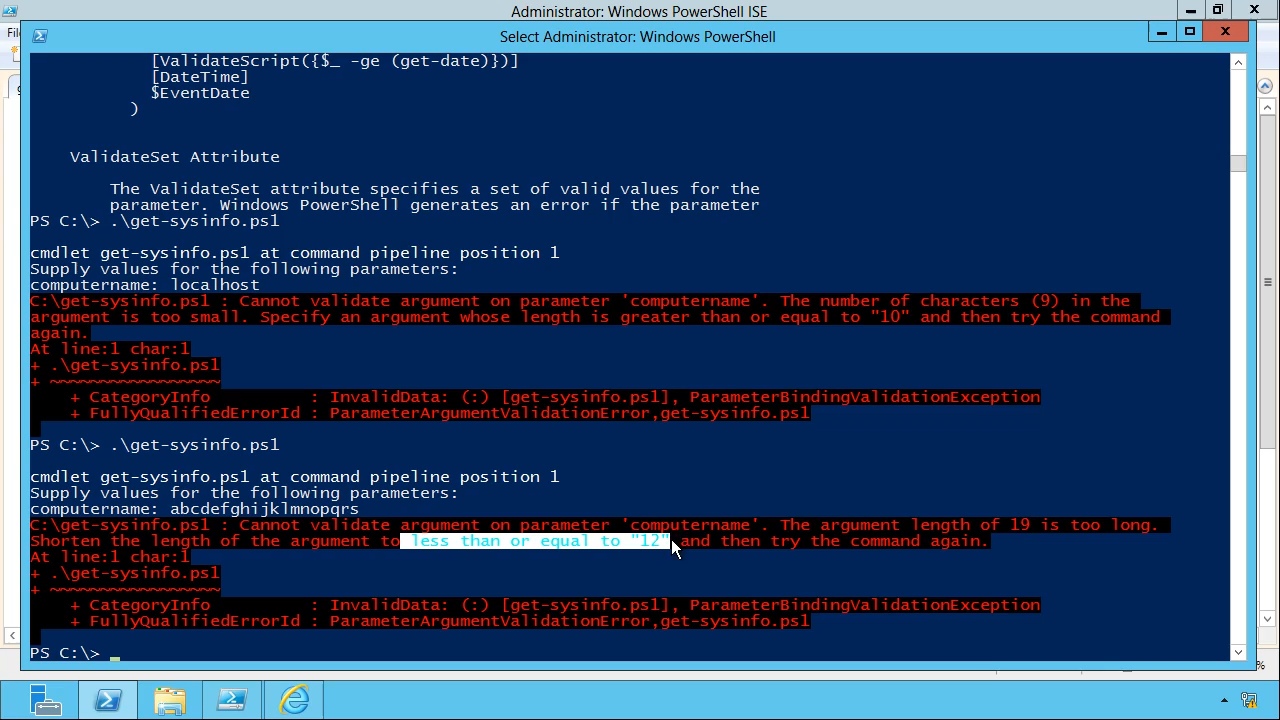 Administrator: Windows PowerShell ISE
Select Administrator: Windows PowerShell
[ValidateScript({$_ -ge (get-date)})]
[DateTime]
$EventDate
)
ValidateSet Attribute
The ValidateSet attribute specifies a set of valid values for the
parameter. Windows PowerShell generates an error if the parameter
PS C:\> .\get-sysinfo.ps1
cmdlet get-sysinfo.ps1 at command pipeline position 1
Supply values for the following parameters:
computername: localhost
C:\get-sysinfo.ps1 : Cannot validate argument on parameter 'computername'. The number of characters (9) in the
argument is too small. Specify an argument whose length is greater than or equal to "10" and then try the command
again.
At line:1 char:1
+ .\get-sysinfo.ps1
+ ~~~~~~~~~~~~~~~~~
+ CategoryInfo : InvalidData: (:) [get-sysinfo.ps1], ParameterBindingValidationException
+ FullyQualifiedErrorId : ParameterArgumentValidationError,get-sysinfo.ps1
PS C:\> .\get-sysinfo.ps1
cmdlet get-sysinfo.ps1 at command pipeline position 1
Supply values for the following parameters:
computername: abcdefghijklmnopqrs
C:\get-sysinfo.ps1 : Cannot validate argument on parameter 'computername'. The argument length of 19 is too long.
Shorten the length of the argument to less than or equal to "12" and then try the command again.
At line:1 char:1
+ .\get-sysinfo.ps1
+ ~~~~~~~~~~~~~~~~~
+ CategoryInfo : InvalidData: (:) [get-sysinfo.ps1], ParameterBindingValidationException
+ FullyQualifiedErrorId : ParameterArgumentValidationError,get-sysinfo.ps1
PS C:\>